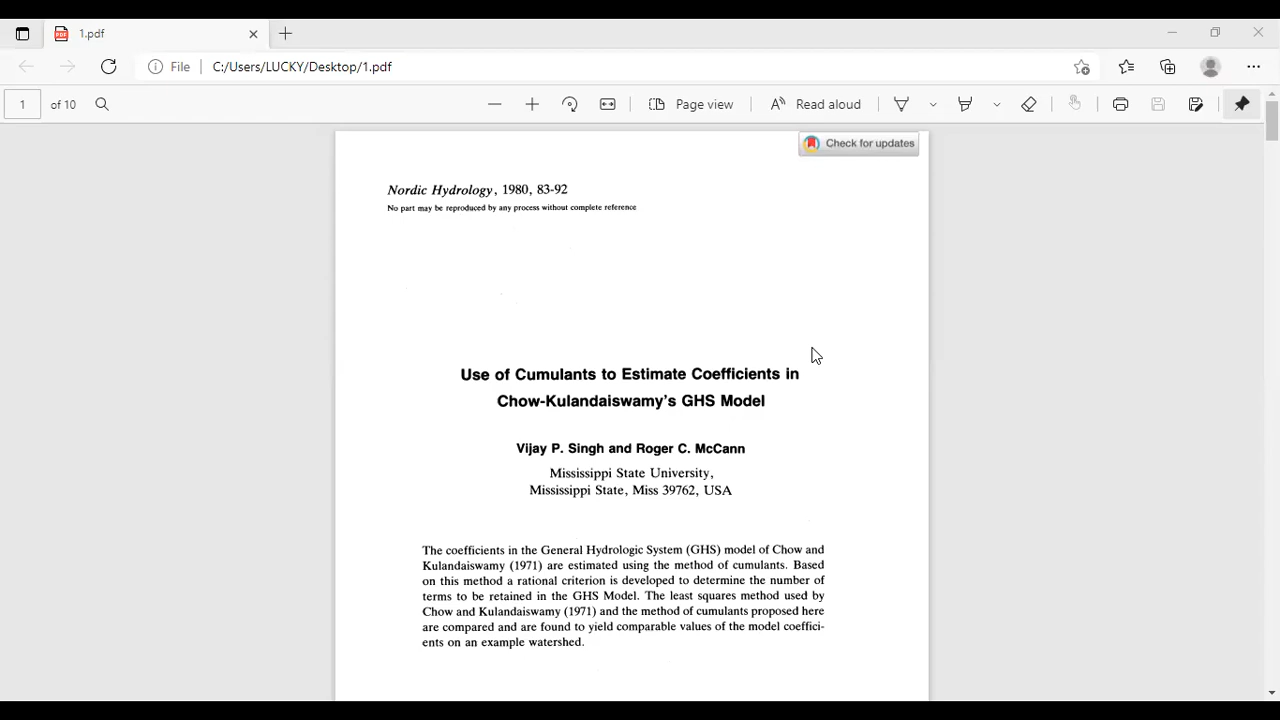 1.pdf
File
C:/Users/LUCKY/Desktop/1.pdf
1
of 10
Page view
Read aloud
Check for updates
Nordic Hydrology, 1980, 83-92
No part may be reproduced by any process without complete reference
Use of Cumulants to Estimate Coefficients in
Chow-Kulandaiswamy's GHS Model
Vijay P. Singh and Roger C. McCann
Mississippi State University,
Mississippi State, Miss 39762, USA
The coefficients in the General Hydrologic System (GHS) model of Chow and
Kulandaiswamy (1971) are estimated using the method of cumulants. Based
on this method a rational criterion is developed to determine the number of
terms to be retained in the GHS Model. The least squares method used by
Chow and Kulandaiswamy (1971) and the method of cumulants proposed here
are compared and are found to yield comparable values of the model coeffici-
ents on an example watershed.